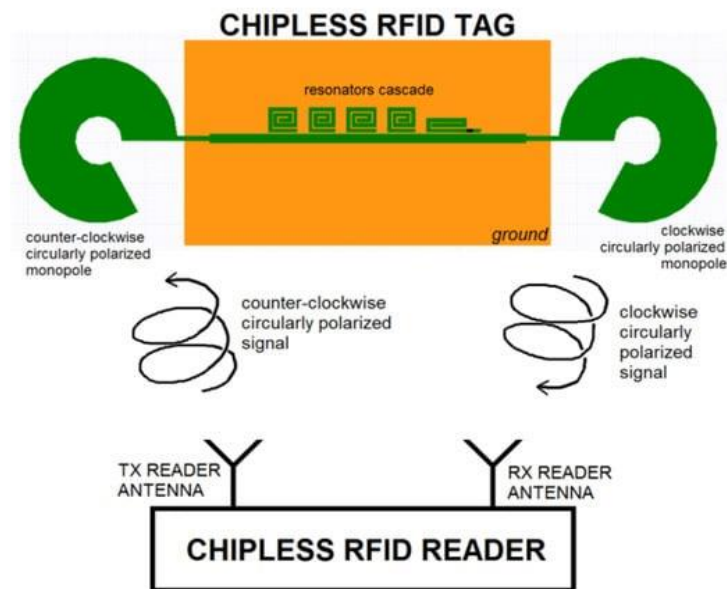 CHIPLESS RFID TAG
resonators cascade
counter-clockwise
circularly polarized
monopole
ground
clockwise
circularly polarized
monopole
counter-clockwise
circularly polarized
signal
clockwise
circularly
polarized
signal
TX READER
ANTENNA
RX READER
ANTENNA
CHIPLESS RFID READER